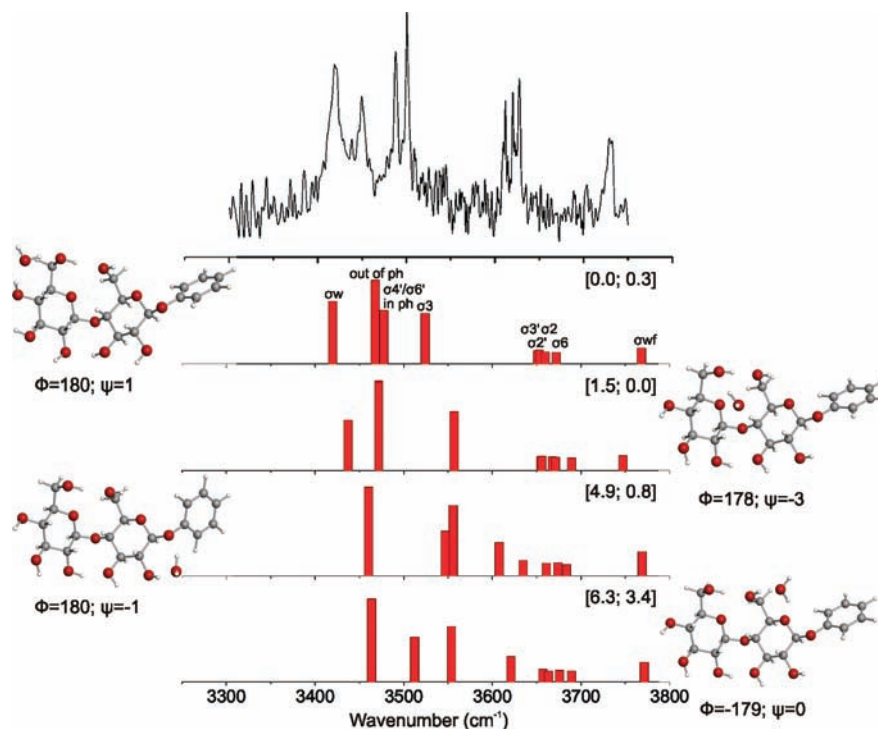 out of ph
[0.0; 0.3]
σw
σ4'/σ6'
in ph
σ3
σ3'σ2
σ2' σ6
σwf
Φ=180; ψ=1
[1.5; 0.0]
Φ=178; ψ=-3
[4.9; 0.8]
Φ=180; ψ=-1
[6.3; 3.4]
Φ=-179; ψ=0
3300 3400 3500 3600 3700 3800
Wavenumber (cm⁻¹)